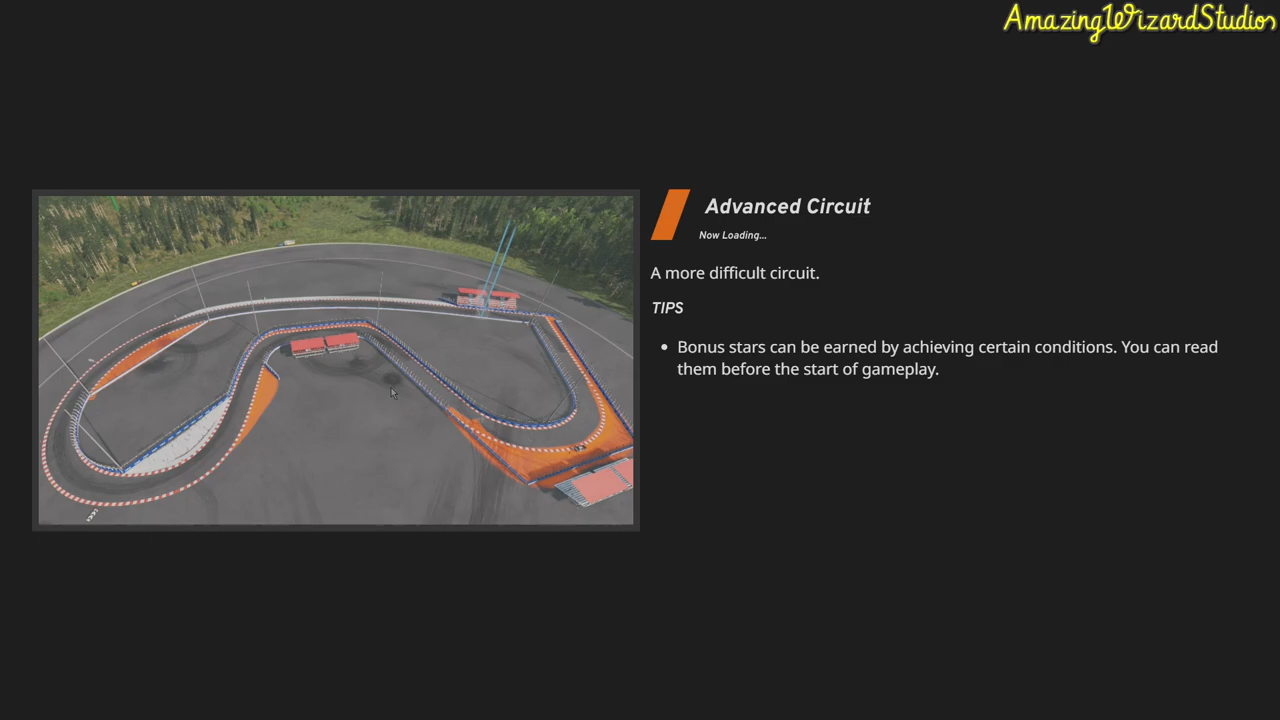 AmazingWizardStudios
Advanced Circuit
Now Loading...
A more difficult circuit.
TIPS
Bonus stars can be earned by achieving certain conditions. You can read
them before the start of gameplay.